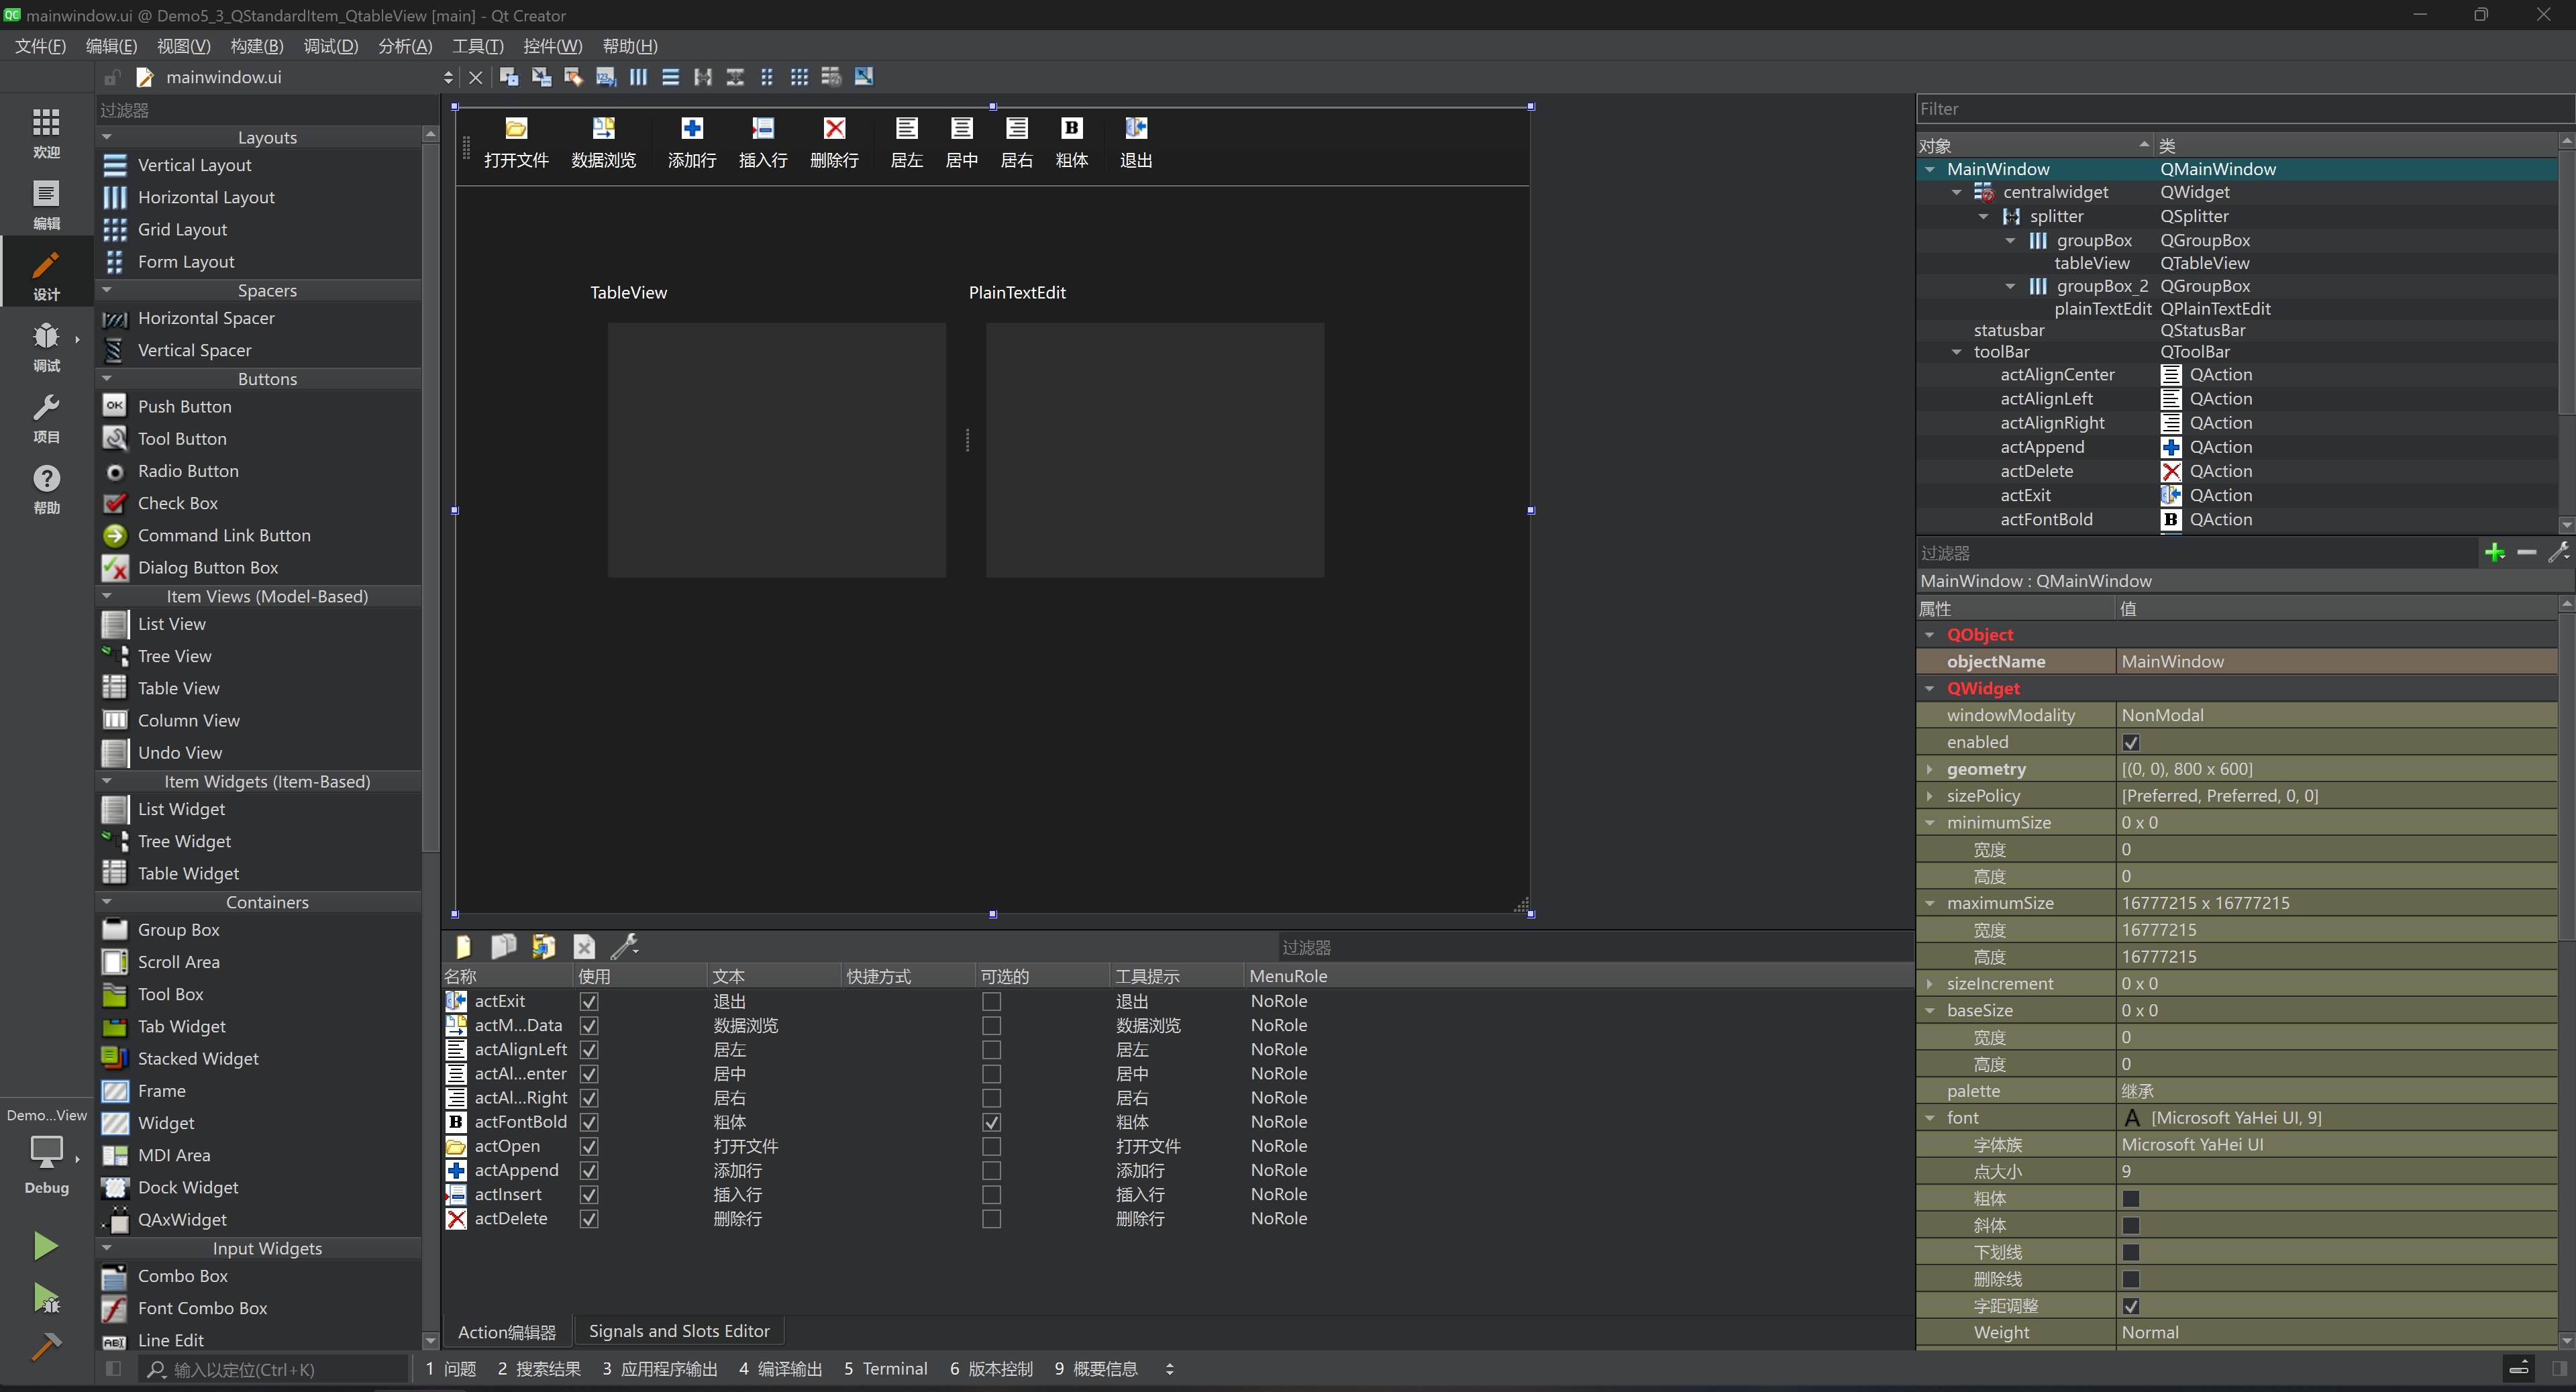 mainwindow.ui @ Demo5_3_QStandardItem_QtableView [main] - Qt Creator
文件(F) 编辑(E) 视图(V) 构建(B) 调试(D) 分析(A) 工具(T) 控件(W) 帮助(H)
mainwindow.ui
欢迎
编辑
设计
调试
项目
帮助
Demo...View
Debug
过滤器
Layouts
Vertical Layout
Horizontal Layout
Grid Layout
Form Layout
Spacers
Horizontal Spacer
Vertical Spacer
Buttons
OK Push Button
Tool Button
Radio Button
Check Box
Command Link Button
Dialog Button Box
Item Views (Model-Based)
List View
Tree View
Table View
Column View
Undo View
Item Widgets (Item-Based)
List Widget
Tree Widget
Table Widget
Containers
Group Box
Scroll Area
Tool Box
Tab Widget
Stacked Widget
Frame
Widget
MDI Area
Dock Widget
QAxWidget
Input Widgets
Combo Box
Font Combo Box
Line Edit
打开文件 数据浏览 添加行 插入行 删除行 居左 居中 居右 粗体 退出
TableView PlainTextEdit
过滤器
名称 使用 文本 快捷方式 可选的 工具提示 MenuRole
actExit 退出 退出 NoRole
actM...Data 数据浏览 数据浏览 NoRole
actAlignLeft 居左 居左 NoRole
actAl...enter 居中 居中 NoRole
actAl...Right 居右 居右 NoRole
actFontBold 粗体 粗体 NoRole
actOpen 打开文件 打开文件 NoRole
actAppend 添加行 添加行 NoRole
actInsert 插入行 插入行 NoRole
actDelete 删除行 删除行 NoRole
Action编辑器 Signals and Slots Editor
Filter
对象 类
MainWindow QMainWindow
centralwidget QWidget
splitter QSplitter
groupBox QGroupBox
tableView QTableView
groupBox_2 QGroupBox
plainTextEdit QPlainTextEdit
statusbar QStatusBar
toolBar QToolBar
actAlignCenter QAction
actAlignLeft QAction
actAlignRight QAction
actAppend QAction
actDelete QAction
actExit QAction
actFontBold QAction
过滤器
MainWindow : QMainWindow
属性 值
QObject
objectName MainWindow
QWidget
windowModality NonModal
enabled
geometry [(0, 0), 800 x 600]
sizePolicy [Preferred, Preferred, 0, 0]
minimumSize 0 x 0
宽度 0
高度 0
maximumSize 16777215 x 16777215
宽度 16777215
高度 16777215
sizeIncrement 0 x 0
baseSize 0 x 0
宽度 0
高度 0
palette 继承
font A [Microsoft YaHei UI, 9]
字体族 Microsoft YaHei UI
点大小 9
粗体
斜体
下划线
删除线
字距调整
Weight Normal
输入以定位(Ctrl+K) 1 问题 2 搜索结果 3 应用程序输出 4 编译输出 5 Terminal 6 版本控制 9 概要信息